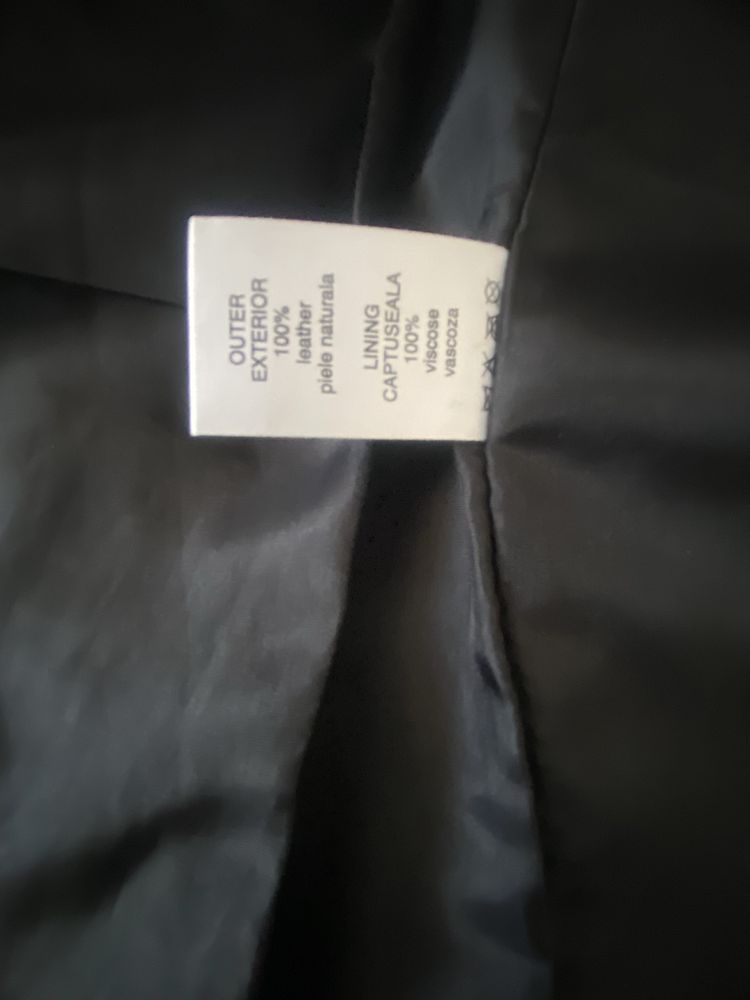 OUTER
EXTERIOR
100%
leather
piele naturala
LINING
CAPTUSEALA
100%
viscose
vascoza